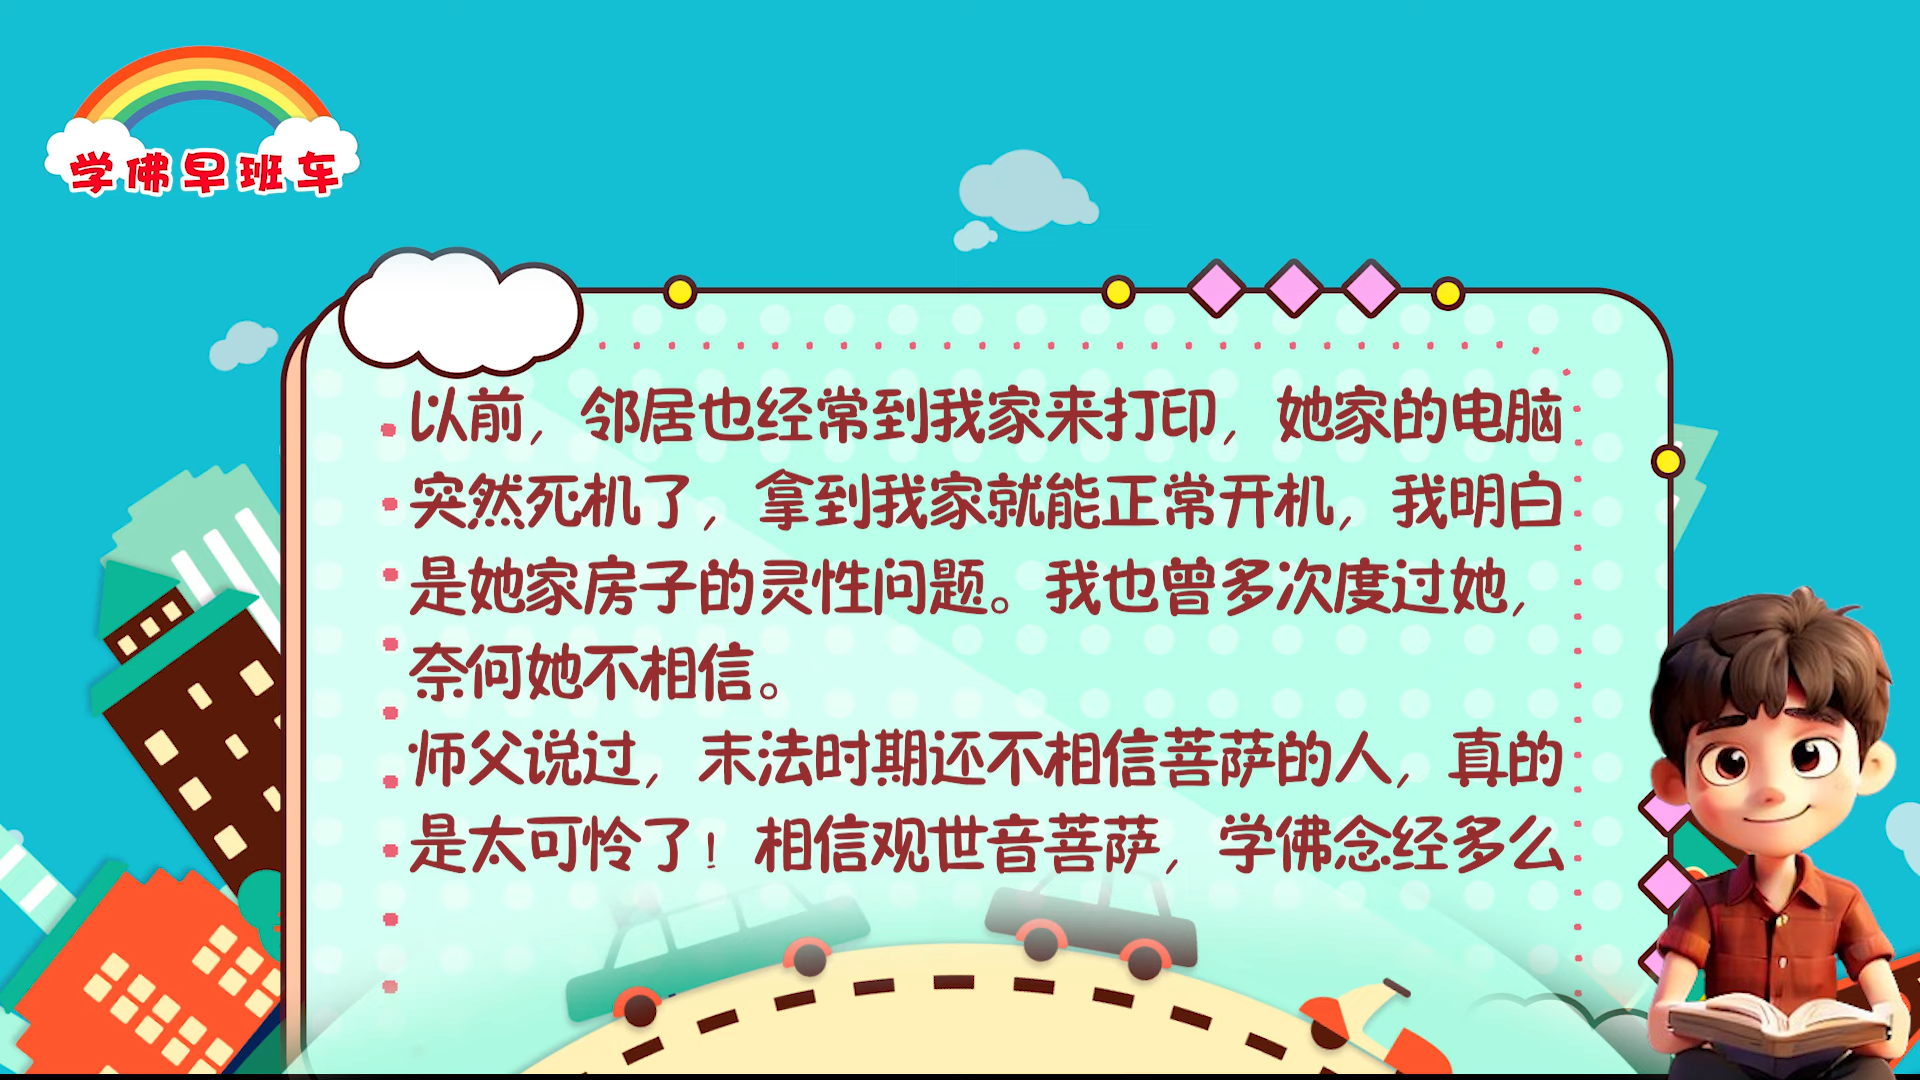 学佛早班车
以前，邻居也经常到我家来打印，她家的电脑
突然死机了，拿到我家就能正常开机，我明白
是她家房子的灵性问题。我也曾多次度过她，
奈何她不相信。
师父说过，末法时期还不相信菩萨的人，真的
是太可怜了！相信观世音菩萨，学佛念经多么